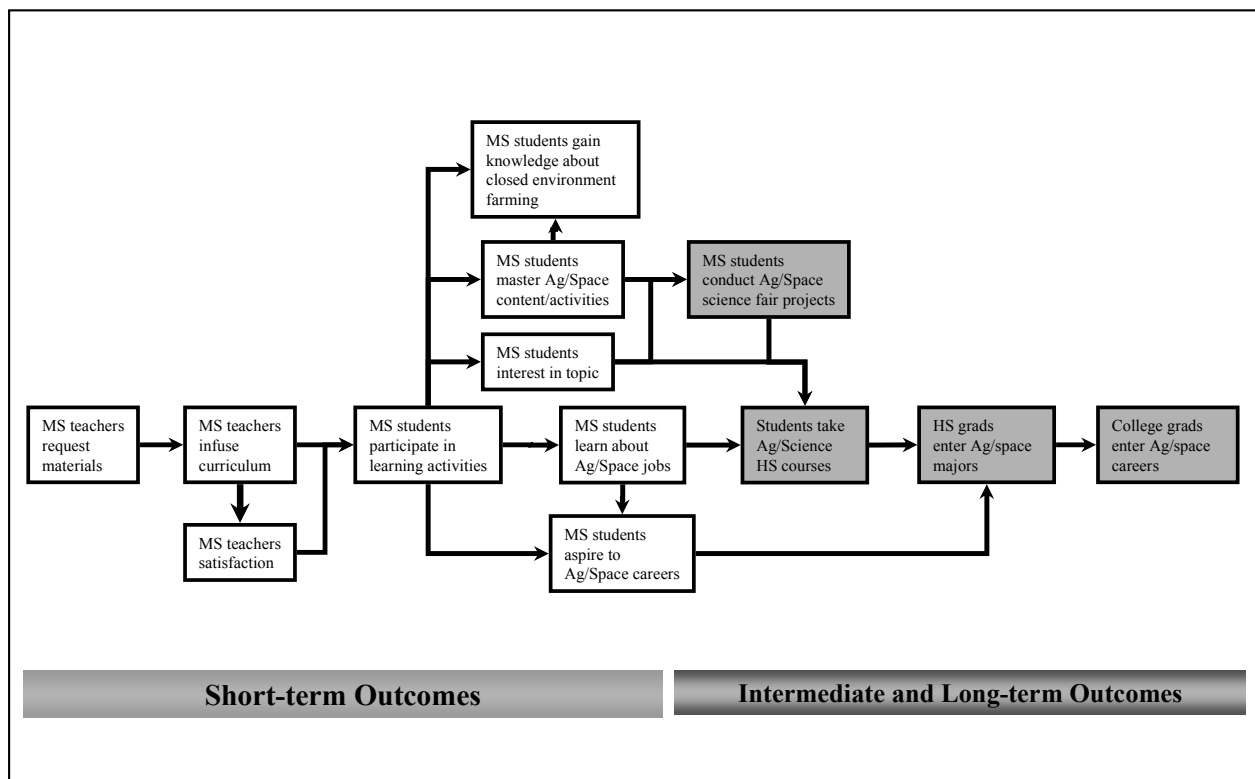 MS students gain
knowledge about
closed environment
farming
MS students
master Ag/Space
content/activities
MS students
conduct Ag/Space
science fair projects
MS students
interest in topic
MS teachers
request
materials
MS teachers
infuse
curriculum
MS students
participate in
learning activities
MS students
learn about
Ag/Space jobs
Students take
Ag/Science
HS courses
HS grads
enter Ag/space
majors
College grads
enter Ag/space
careers
MS teachers
satisfaction
MS students
aspire to
Ag/Space careers
Short-term Outcomes
Intermediate and Long-term Outcomes